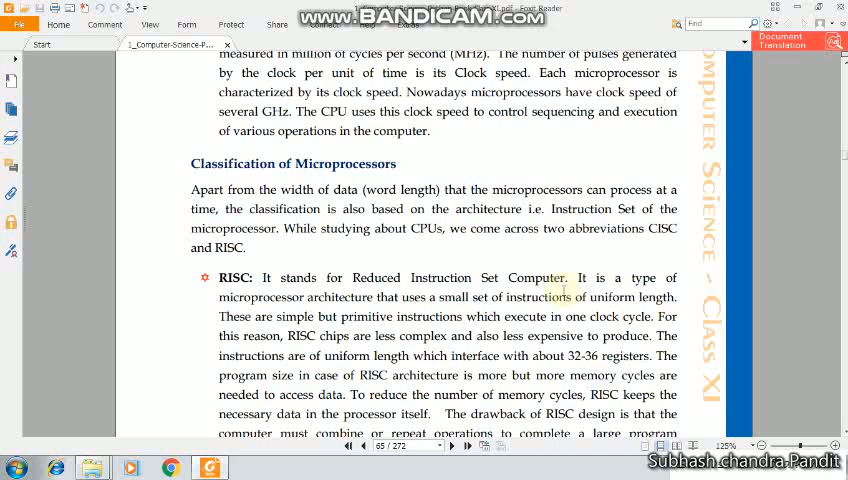 WWW.BANDICAM.COM
Class XI.pdf - Foxit Reader
File Home Comment View Form Protect Share Connect Help Extras Find
Start 1_Computer-Science-P... Document Translation
measured in million of cycles per second (MHz). The number of pulses generated
by the clock per unit of time is its Clock speed. Each microprocessor is
characterized by its clock speed. Nowadays microprocessors have clock speed of
several GHz. The CPU uses this clock speed to control sequencing and execution
of various operations in the computer.
Classification of Microprocessors
Apart from the width of data (word length) that the microprocessors can process at a
time, the classification is also based on the architecture i.e. Instruction Set of the
microprocessor. While studying about CPUs, we come across two abbreviations CISC
and RISC.
RISC: It stands for Reduced Instruction Set Computer. It is a type of
microprocessor architecture that uses a small set of instructions of uniform length.
These are simple but primitive instructions which execute in one clock cycle. For
this reason, RISC chips are less complex and also less expensive to produce. The
instructions are of uniform length which interface with about 32-36 registers. The
program size in case of RISC architecture is more but more memory cycles are
needed to access data. To reduce the number of memory cycles, RISC keeps the
necessary data in the processor itself. The drawback of RISC design is that the
computer must combine or repeat operations to complete a large program
Computer Science - Class XI
65 / 272 125%
Subhash chandra Pandit